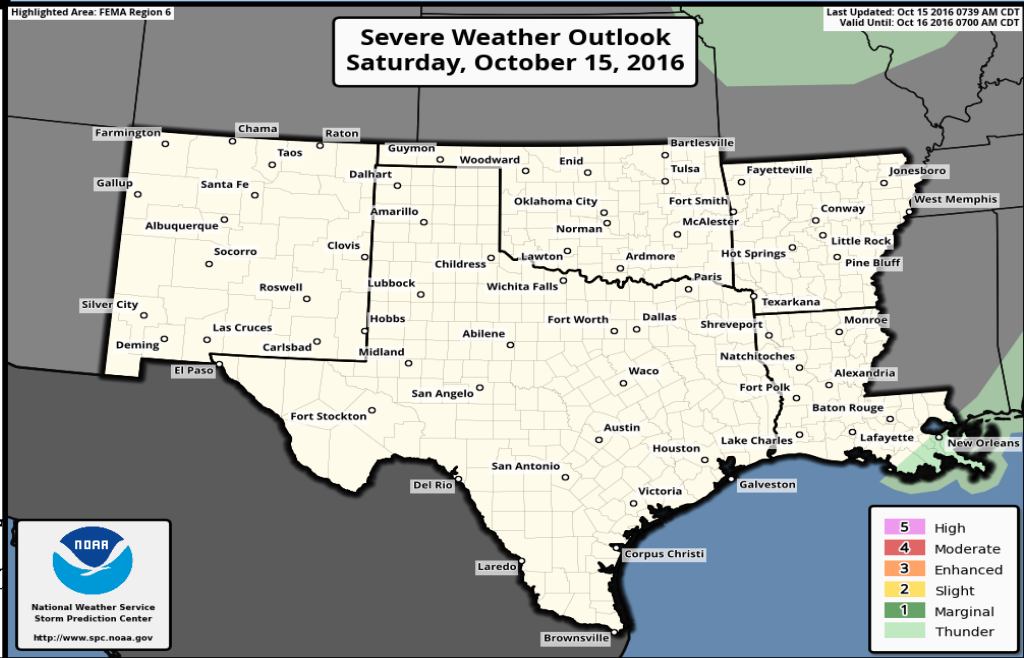 Highlighted Area: FEMA Region 6
Last Updated: Oct 15 2016 0739 AM CDT
Valid Until: Oct 16 2016 0700 AM CDT
Severe Weather Outlook
Saturday, October 15, 2016
Farmington
Chama
Raton
Guymon
Bartlesville
Taos
Woodward
Enid
Dalhart
Tulsa
Fayetteville
Jonesboro
Gallup
Santa Fe
Oklahoma City
Fort Smith
West Memphis
Amarillo
McAlester
Conway
Albuquerque
Norman
Little Rock
Socorro
Clovis
Childress
Lawton
Ardmore
Hot Springs
Pine Bluff
Roswell
Lubbock
Wichita Falls
Paris
Silver City
Hobbs
Texarkana
Las Cruces
Abilene
Fort Worth
Dallas
Shreveport
Monroe
Deming
Carlsbad
Midland
Natchitoches
El Paso
Waco
Alexandria
San Angelo
Fort Polk
Fort Stockton
Baton Rouge
Austin
Lake Charles
Lafayette
New Orleans
Houston
San Antonio
Del Rio
Victoria
Galveston
Corpus Christi
Laredo
Brownsville
NOAA
National Weather Service
Storm Prediction Center
http://www.spc.noaa.gov
5 High
4 Moderate
3 Enhanced
2 Slight
1 Marginal
Thunder